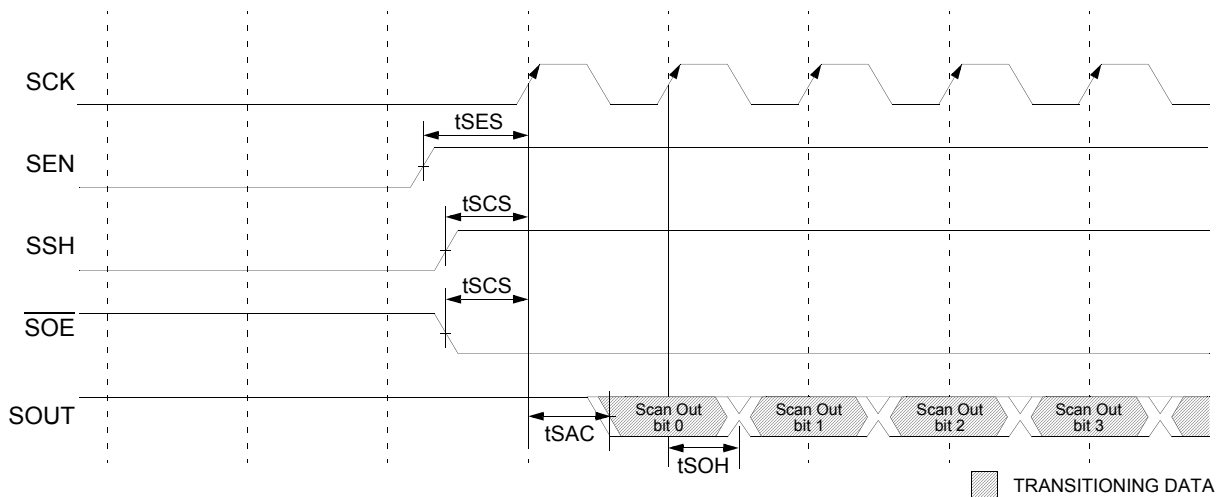 SCK
tSES
SEN
tSCS
SSH
tSCS
SOE
SOUT
Scan Out
bit 0
Scan Out
bit 1
Scan Out
bit 2
Scan Out
bit 3
tSAC
tSOH
TRANSITIONING DATA